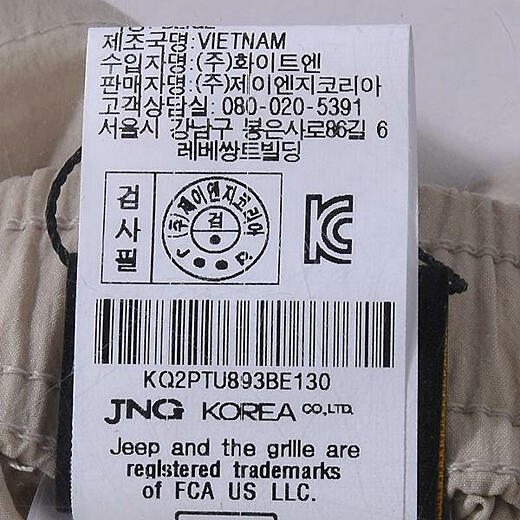 제조국명:VIETNAM
수입자명:(주)화이트엔
판매자명:(주)제이엔지코리아
고객상담실: 080-020-5391
서울시 강남구 봉은사로86길 6
레베쌍트빌딩
검사필
(주)제이엔지코리아
검
KC
KQ2PTU893BE130
JNG KOREA CO.,LTD.
Jeep and the grille are
registered trademarks
of FCA US LLC.